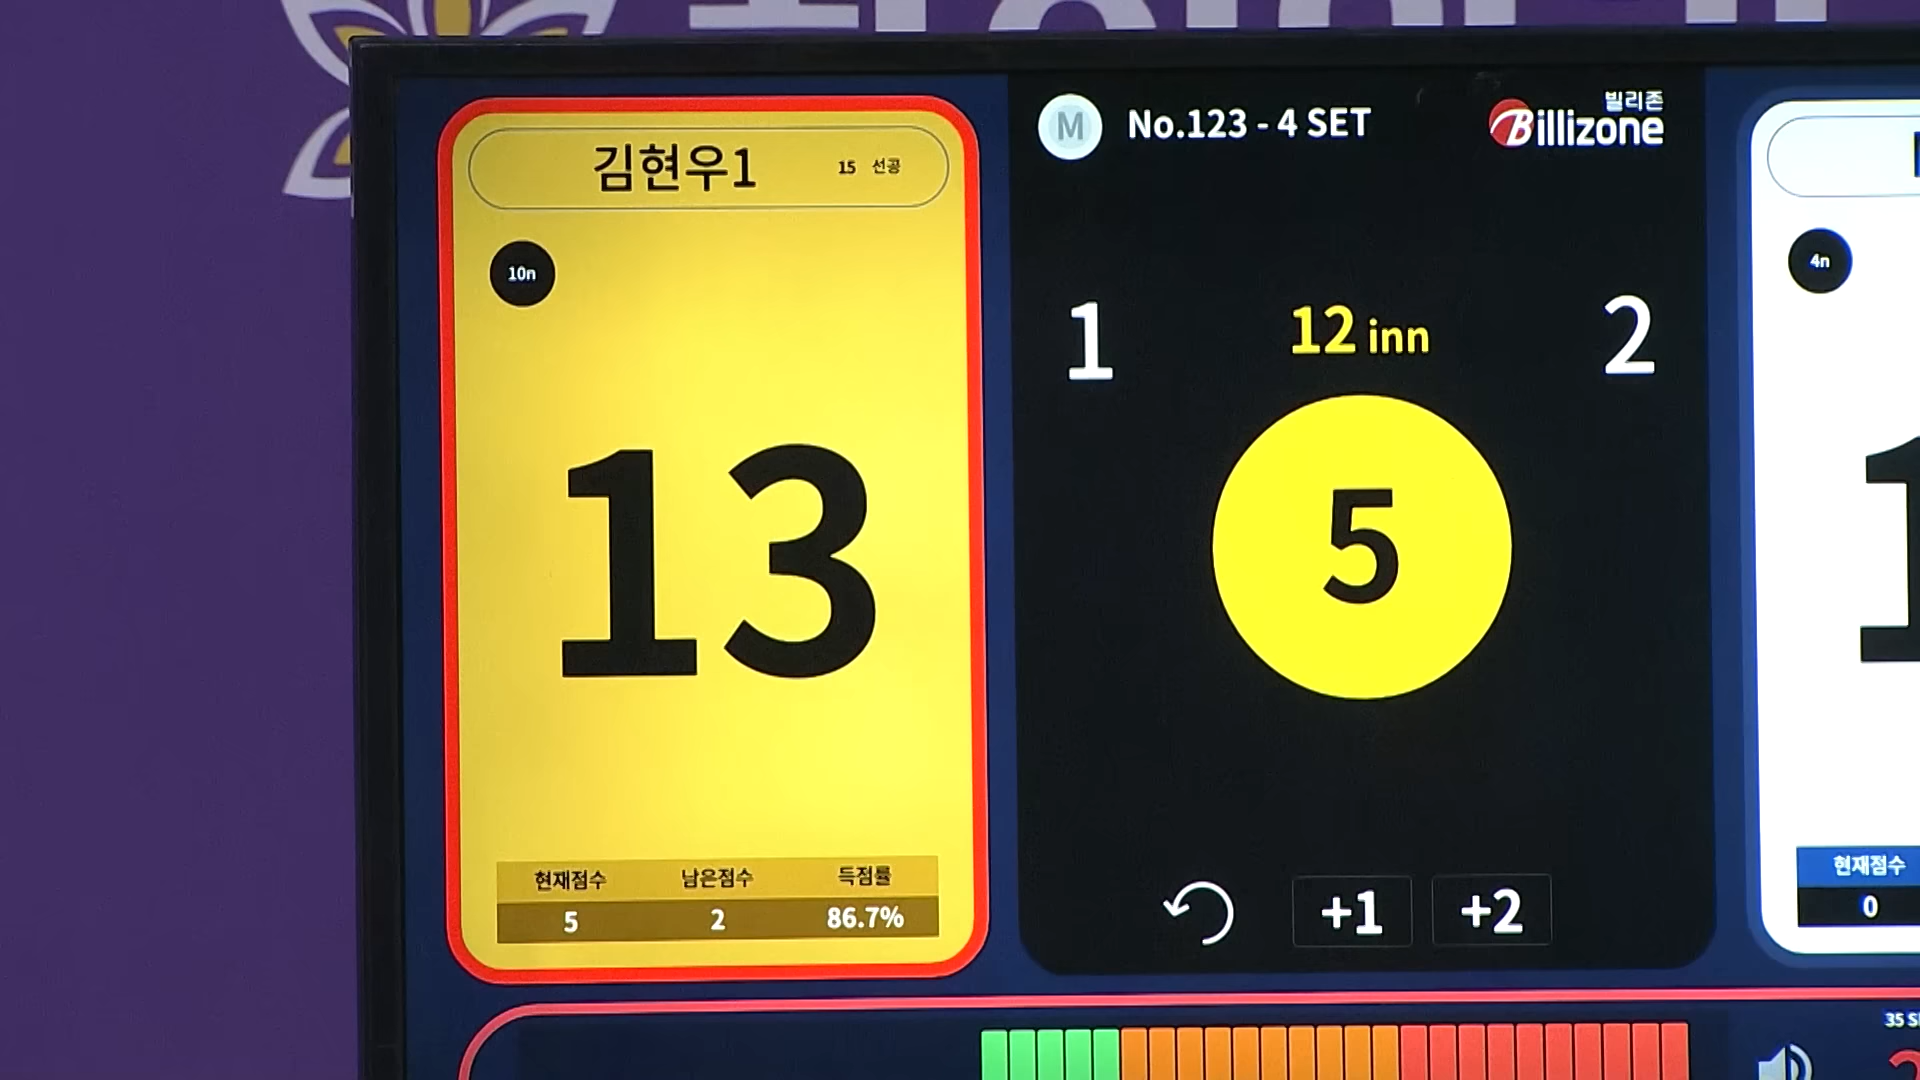 김현우1 15 선공
10n
13
현재점수 남은점수 득점률
5 2 86.7%
M No.123 - 4 SET
빌리존
Billizone
1 12 inn 2
5
+1 +2
4n
1
현재점수
0
35